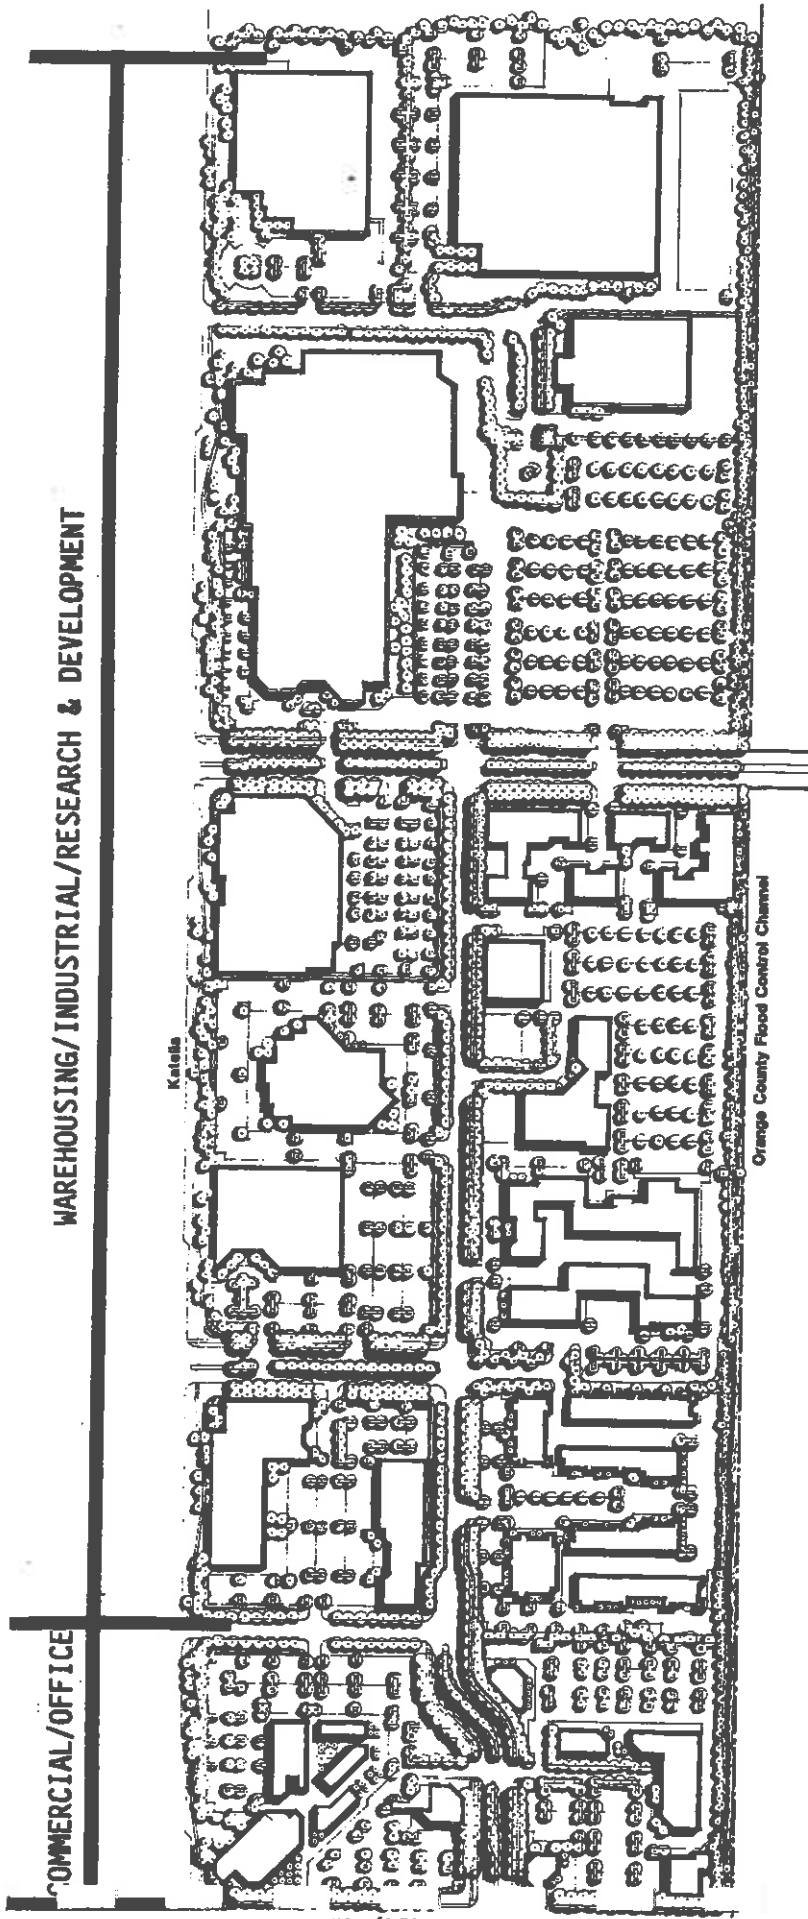 WAREHOUSING/INDUSTRIAL/RESEARCH & DEVELOPMENT
COMMERCIAL/OFFICE
Katella
Orange County Flood Control Channel